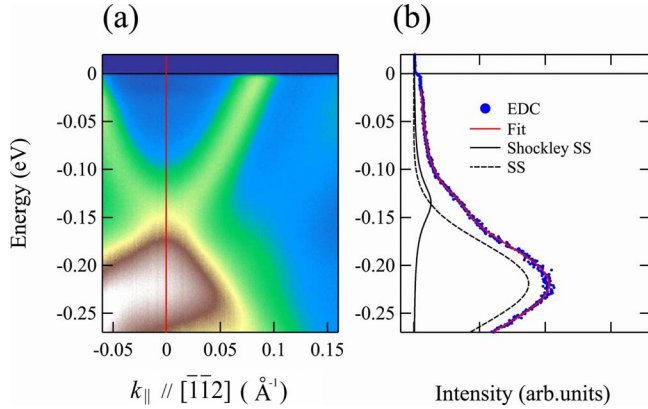 (a)
(b)
0
-0.05
-0.10
-0.15
-0.20
-0.25
Energy (eV)
-0.05 0 0.05 0.10 0.15
k∥ // [1̅1̅2] (Å⁻¹)
0
-0.05
-0.10
-0.15
-0.20
-0.25
EDC
Fit
Shockley SS
SS
Intensity (arb.units)